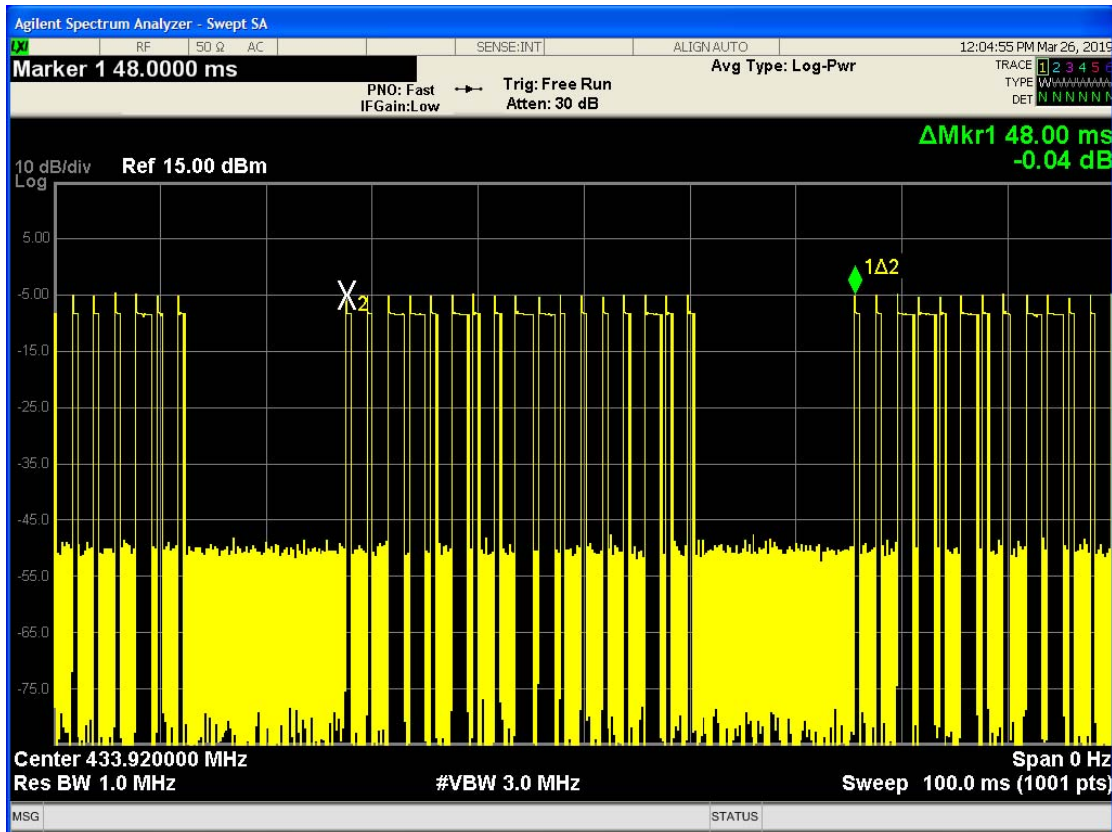 Agilent Spectrum Analyzer - Swept SA
LXI RF 50 Ω AC SENSE:INT ALIGN AUTO 12:04:55 PM Mar 26, 2019
Marker 1 48.0000 ms
PNO: Fast Trig: Free Run Avg Type: Log-Pwr TRACE 1 2 3 4 5 6
IFGain:Low Atten: 30 dB TYPE
DET N N N N N N
ΔMkr1 48.00 ms
-0.04 dB
10 dB/div Ref 15.00 dBm
Log
5.00
1Δ2
-5.00
X2
-15.0
-25.0
-35.0
-45.0
-55.0
-65.0
-75.0
Center 433.920000 MHz Span 0 Hz
Res BW 1.0 MHz #VBW 3.0 MHz Sweep 100.0 ms (1001 pts)
MSG STATUS